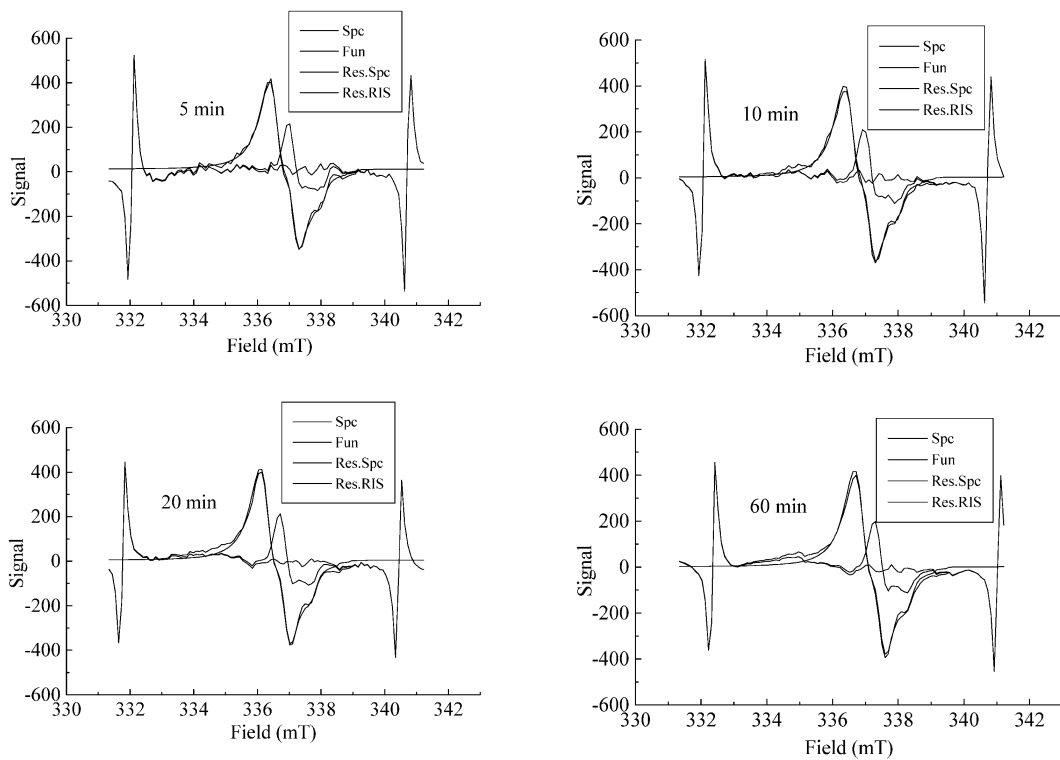 600
400
200
0
-200
-400
-600
Signal
330 332 334 336 338 340 342
Field (mT)
5 min
Spc
Fun
Res.Spc
Res.RIS
600
400
200
0
-200
-400
-600
Signal
330 332 334 336 338 340 342
Field (mT)
10 min
Spc
Fun
Res.Spc
Res.RIS
600
400
200
0
-200
-400
-600
Signal
330 332 334 336 338 340 342
Field (mT)
20 min
Spc
Fun
Res.Spc
Res.RIS
600
400
200
0
-200
-400
-600
Signal
330 332 334 336 338 340 342
Field (mT)
60 min
Spc
Fun
Res.Spc
Res.RIS